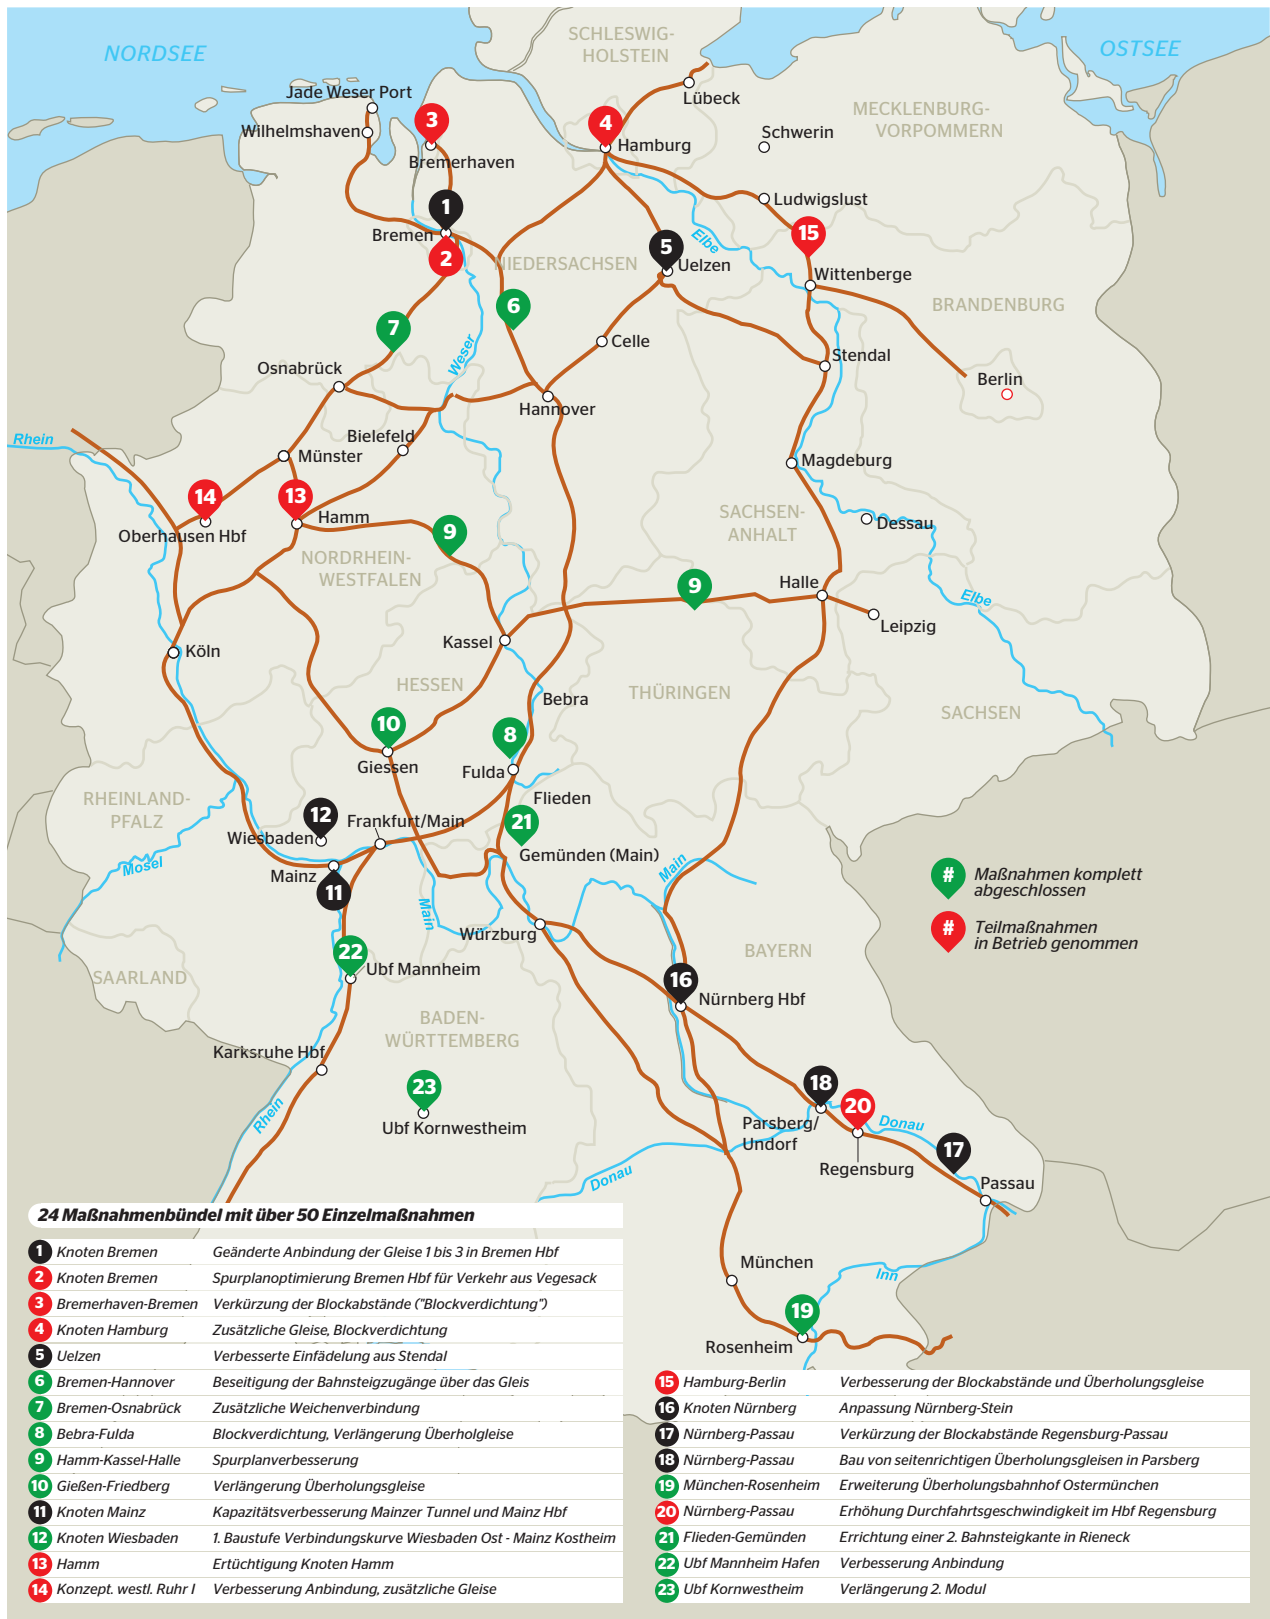 NORDSEE
SCHLESWIG-
HOLSTEIN
OSTSEE
Jade Weser Port
Lübeck
MECKLENBURG-
VORPOMMERN
Wilhelmshaven
3
4
Hamburg
Schwerin
Bremerhaven
Ludwigslust
1
Bremen
2
15
Elbe
5
NIEDERSACHSEN
Uelzen
Wittenberge
BRANDENBURG
6
7
Weser
Celle
Stendal
Osnabrück
Berlin
Hannover
Rhein
Bielefeld
Münster
Magdeburg
14
13
Hamm
SACHSEN-
ANHALT
Dessau
Oberhausen Hbf
9
NORDRHEIN-
WESTFALEN
9
Halle
Elbe
Leipzig
Kassel
Köln
HESSEN
THÜRINGEN
Bebra
SACHSEN
10
8
Giessen
Fulda
RHEINLAND-
PFALZ
Flieden
12
Frankfurt/Main
21
Wiesbaden
Gemünden (Main)
Mosel
Main
Mainz
11
#
Maßnahmen komplett
abgeschlossen
Main
#
Teilmaßnahmen
in Betrieb genommen
Würzburg
22
BAYERN
Ubf Mannheim
SAARLAND
16
Nürnberg Hbf
BADEN-
WÜRTTEMBERG
Karksruhe Hbf
23
18
20
Rhein
Ubf Kornwestheim
Parsberg/
Undorf
Donau
17
Regensburg
Donau
Passau
München
Inn
19
Rosenheim
24 Maßnahmenbündel mit über 50 Einzelmaßnahmen
1 Knoten Bremen Geänderte Anbindung der Gleise 1 bis 3 in Bremen Hbf
2 Knoten Bremen Spurplanoptimierung Bremen Hbf für Verkehr aus Vegesack
3 Bremerhaven-Bremen Verkürzung der Blockabstände ("Blockverdichtung")
4 Knoten Hamburg Zusätzliche Gleise, Blockverdichtung
5 Uelzen Verbesserte Einfädelung aus Stendal
6 Bremen-Hannover Beseitigung der Bahnsteigzugänge über das Gleis
7 Bremen-Osnabrück Zusätzliche Weichenverbindung
8 Bebra-Fulda Blockverdichtung, Verlängerung Überholgleise
9 Hamm-Kassel-Halle Spurplanverbesserung
10 Gießen-Friedberg Verlängerung Überholungsgleise
11 Knoten Mainz Kapazitätsverbesserung Mainzer Tunnel und Mainz Hbf
12 Knoten Wiesbaden 1. Baustufe Verbindungskurve Wiesbaden Ost - Mainz Kostheim
13 Hamm Ertüchtigung Knoten Hamm
14 Konzept. westl. Ruhr I Verbesserung Anbindung, zusätzliche Gleise
15 Hamburg-Berlin Verbesserung der Blockabstände und Überholungsgleise
16 Knoten Nürnberg Anpassung Nürnberg-Stein
17 Nürnberg-Passau Verkürzung der Blockabstände Regensburg-Passau
18 Nürnberg-Passau Bau von seitenrichtigen Überholungsgleisen in Parsberg
19 München-Rosenheim Erweiterung Überholungsbahnhof Ostermünchen
20 Nürnberg-Passau Erhöhung Durchfahrtsgeschwindigkeit im Hbf Regensburg
21 Flieden-Gemünden Errichtung einer 2. Bahnsteigkante in Rieneck
22 Ubf Mannheim Hafen Verbesserung Anbindung
23 Ubf Kornwestheim Verlängerung 2. Modul